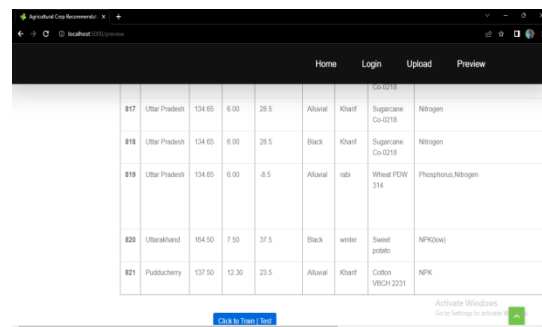 Agricultural Crop Recommendati
localhost:5000/preview
Home Login Upload Preview
Co-0218
817 Uttar Pradesh 134.65 6.00 28.5 Alluvial Kharif Sugarcane Nitrogen
Co-0218
818 Uttar Pradesh 134.65 6.00 28.5 Black Kharif Sugarcane Nitrogen
Co-0218
819 Uttar Pradesh 134.65 6.00 -8.5 Alluvial rabi Wheat PDW Phosphorus,Nitrogen
314
820 Uttarakhand 164.50 7.50 37.5 Black winter Sweet NPK(low)
potato
821 Pudducherry 137.50 12.30 23.5 Alluvial Kharif Cotton NPK
VBCH 2231
Activate Windows
Go to Settings to activate
Click to Train | Test